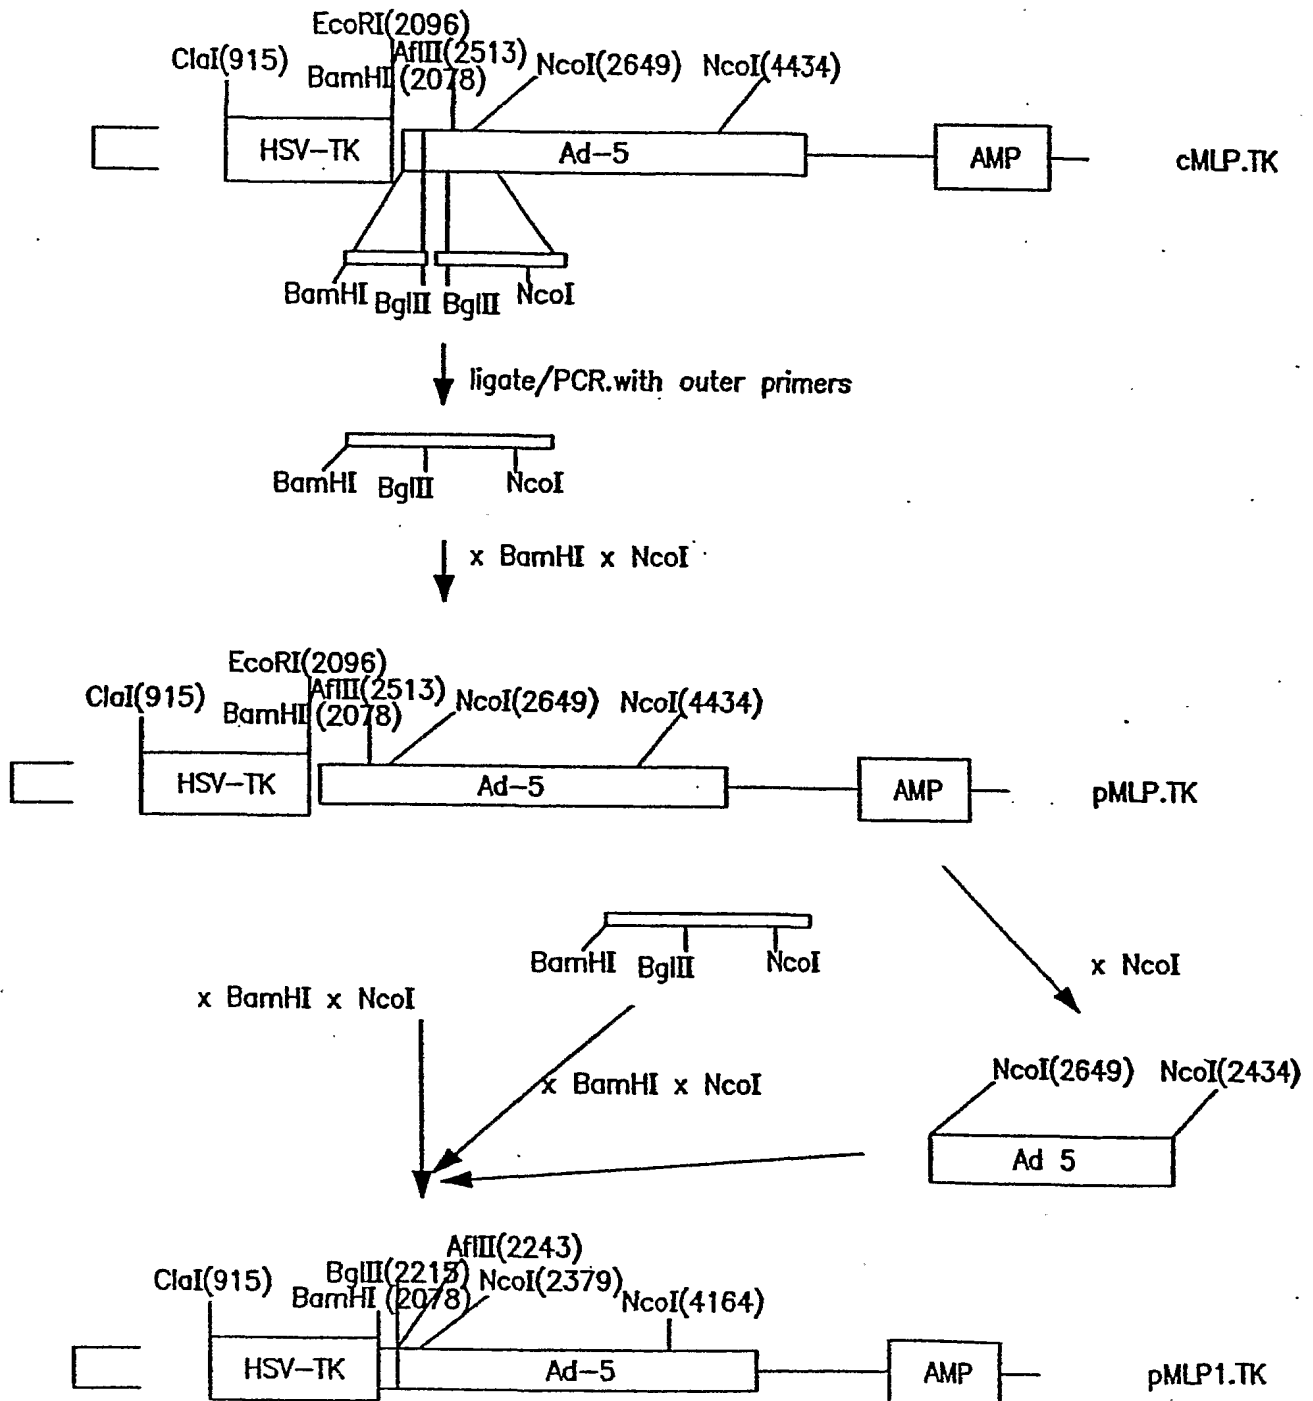 EcoRI(2096)
ClaI(915)
AflII(2513)
BamHI (2078)
NcoI(2649)
NcoI(4434)
HSV-TK
Ad-5
AMP
cMLP.TK
BamHI
BglII
BglII
NcoI
ligate/PCR.with outer primers
BamHI
BglII
NcoI
x BamHI x NcoI
EcoRI(2096)
ClaI(915)
AflII(2513)
BamHI (2078)
NcoI(2649)
NcoI(4434)
HSV-TK
Ad-5
AMP
pMLP.TK
BamHI
BglII
NcoI
x NcoI
x BamHI x NcoI
x BamHI x NcoI
NcoI(2649)
NcoI(2434)
Ad 5
AflII(2243)
ClaI(915)
BglII(2215)
NcoI(2379)
BamHI (2078)
NcoI(4164)
HSV-TK
Ad-5
AMP
pMLP1.TK